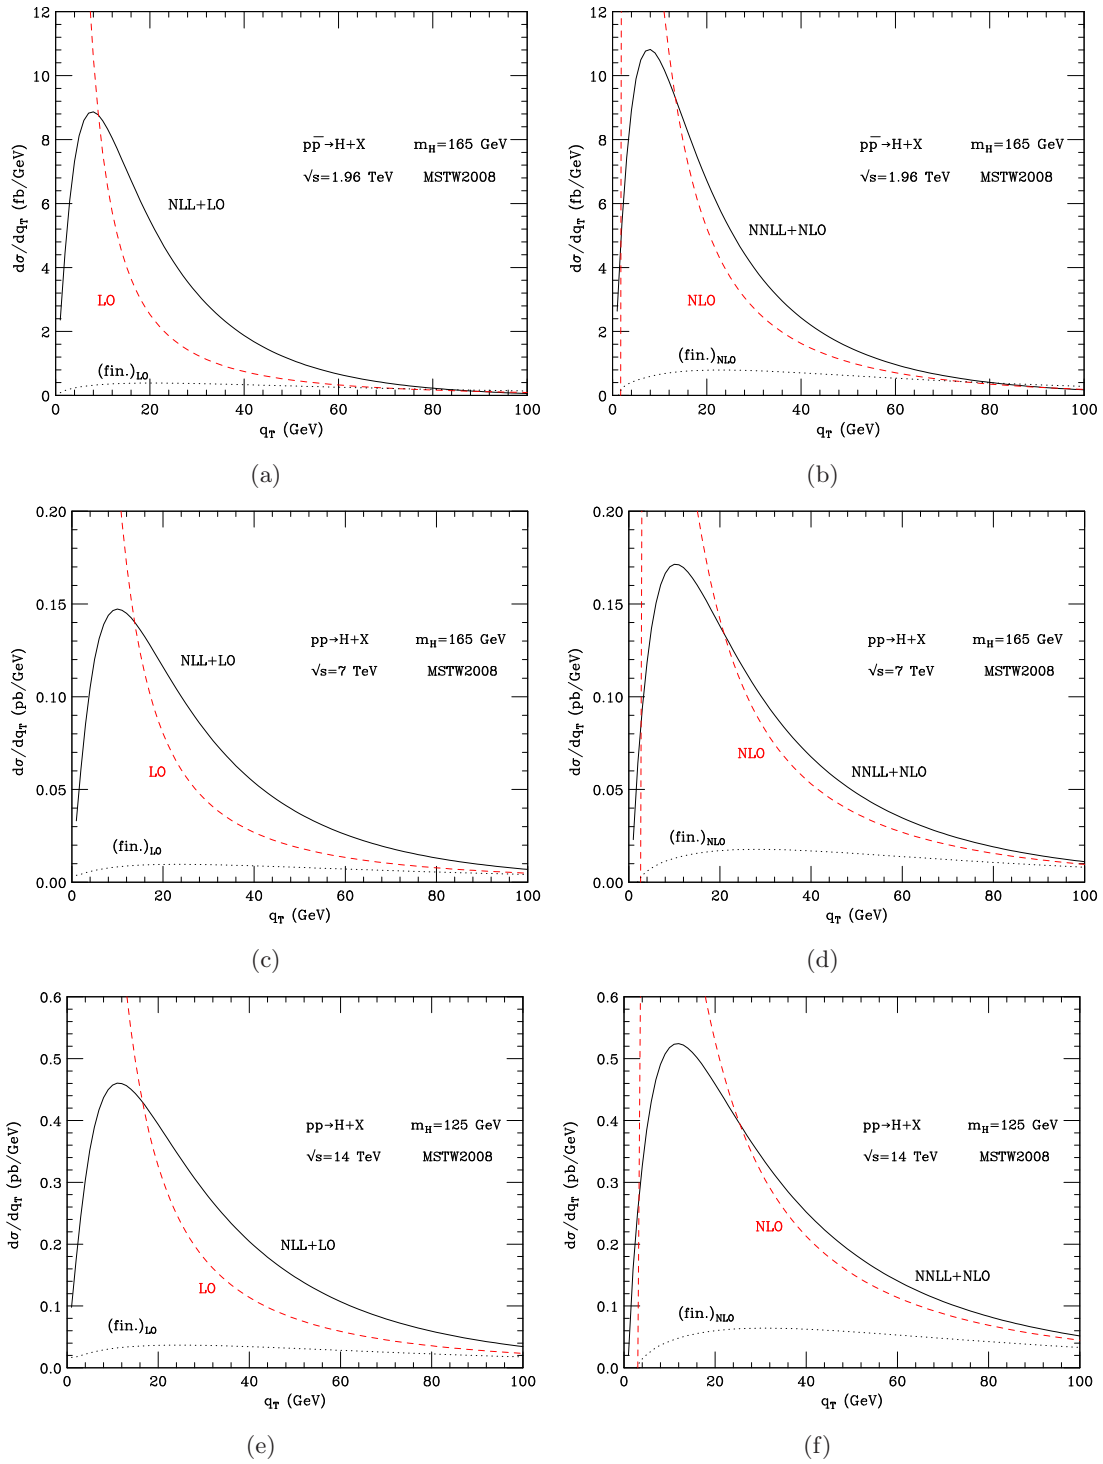 12
10
8
6
4
2
0
dσ/dq_T (fb/GeV)
pp̅→H+X m_H=165 GeV
√s=1.96 TeV MSTW2008
NLL+LO
LO
(fin.)_LO
0 20 40 60 80 100
q_T (GeV)
(a)
12
10
8
6
4
2
0
dσ/dq_T (fb/GeV)
pp̅→H+X m_H=165 GeV
√s=1.96 TeV MSTW2008
NNLL+NLO
NLO
(fin.)_NLO
0 20 40 60 80 100
q_T (GeV)
(b)
0.20
0.15
0.10
0.05
0.00
dσ/dq_T (pb/GeV)
pp→H+X m_H=165 GeV
√s=7 TeV MSTW2008
NLL+LO
LO
(fin.)_LO
0 20 40 60 80 100
q_T (GeV)
(c)
0.20
0.15
0.10
0.05
0.00
dσ/dq_T (pb/GeV)
pp→H+X m_H=165 GeV
√s=7 TeV MSTW2008
NLO
NNLL+NLO
(fin.)_NLO
0 20 40 60 80 100
q_T (GeV)
(d)
0.6
0.5
0.4
0.3
0.2
0.1
0.0
dσ/dq_T (pb/GeV)
pp→H+X m_H=125 GeV
√s=14 TeV MSTW2008
NLL+LO
LO
(fin.)_LO
0 20 40 60 80 100
q_T (GeV)
(e)
0.6
0.5
0.4
0.3
0.2
0.1
0.0
dσ/dq_T (pb/GeV)
pp→H+X m_H=125 GeV
√s=14 TeV MSTW2008
NLO
NNLL+NLO
(fin.)_NLO
0 20 40 60 80 100
q_T (GeV)
(f)